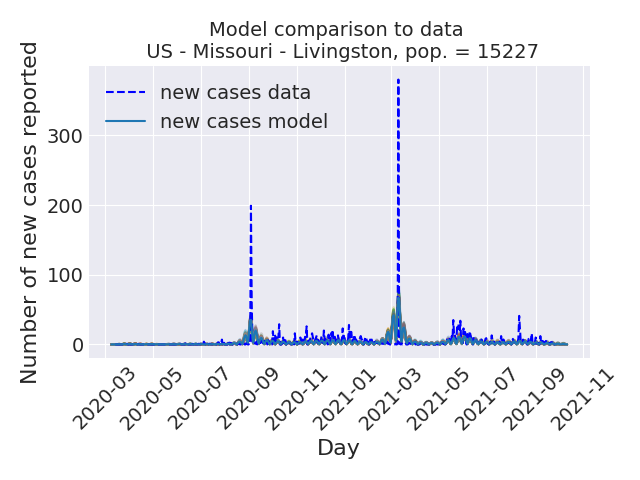 Model comparison to data
US - Missouri - Livingston, pop. = 15227
Number of new cases reported
new cases data
new cases model
300
200
100
0
2020-03
2020-05
2020-07
2020-09
2020-11
2021-01
2021-03
2021-05
2021-07
2021-09
2021-11
Day